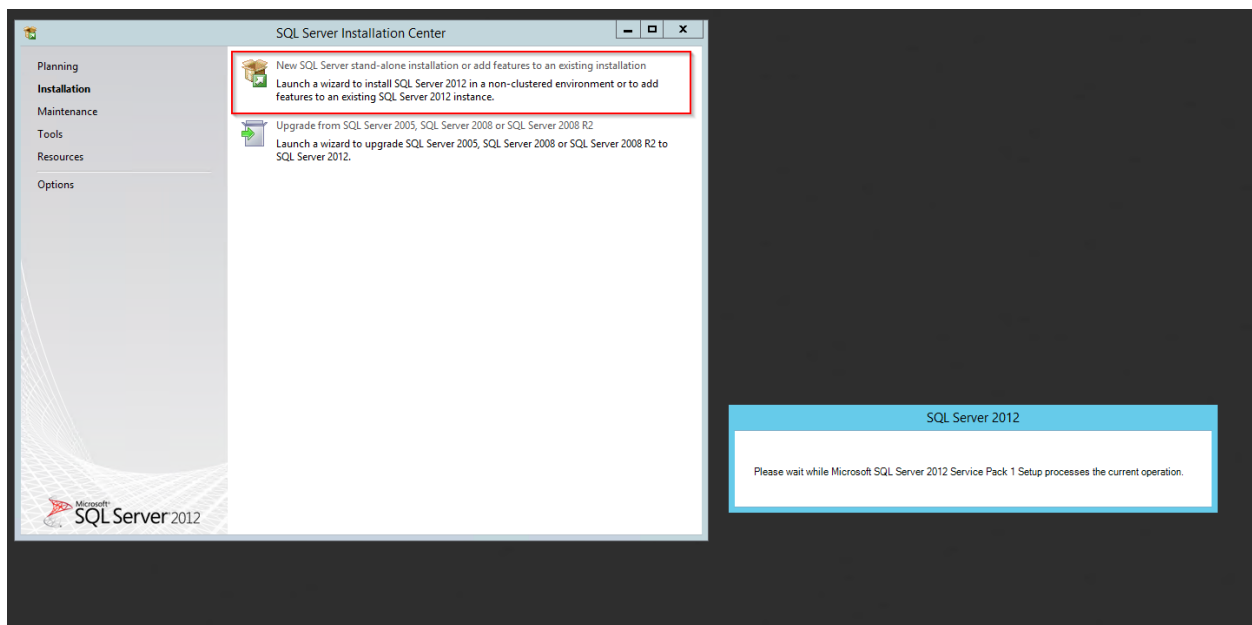 SQL Server Installation Center
Planning
Installation
Maintenance
Tools
Resources
Options
New SQL Server stand-alone installation or add features to an existing installation
Launch a wizard to install SQL Server 2012 in a non-clustered environment or to add
features to an existing SQL Server 2012 instance.
Upgrade from SQL Server 2005, SQL Server 2008 or SQL Server 2008 R2
Launch a wizard to upgrade SQL Server 2005, SQL Server 2008 or SQL Server 2008 R2 to
SQL Server 2012.
Microsoft
SQL Server 2012
SQL Server 2012
Please wait while Microsoft SQL Server 2012 Service Pack 1 Setup processes the current operation.